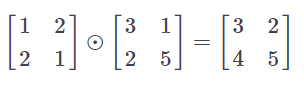 [1 2] ⊙ [3 1] = [3 2]
[2 1] [2 5] [4 5]